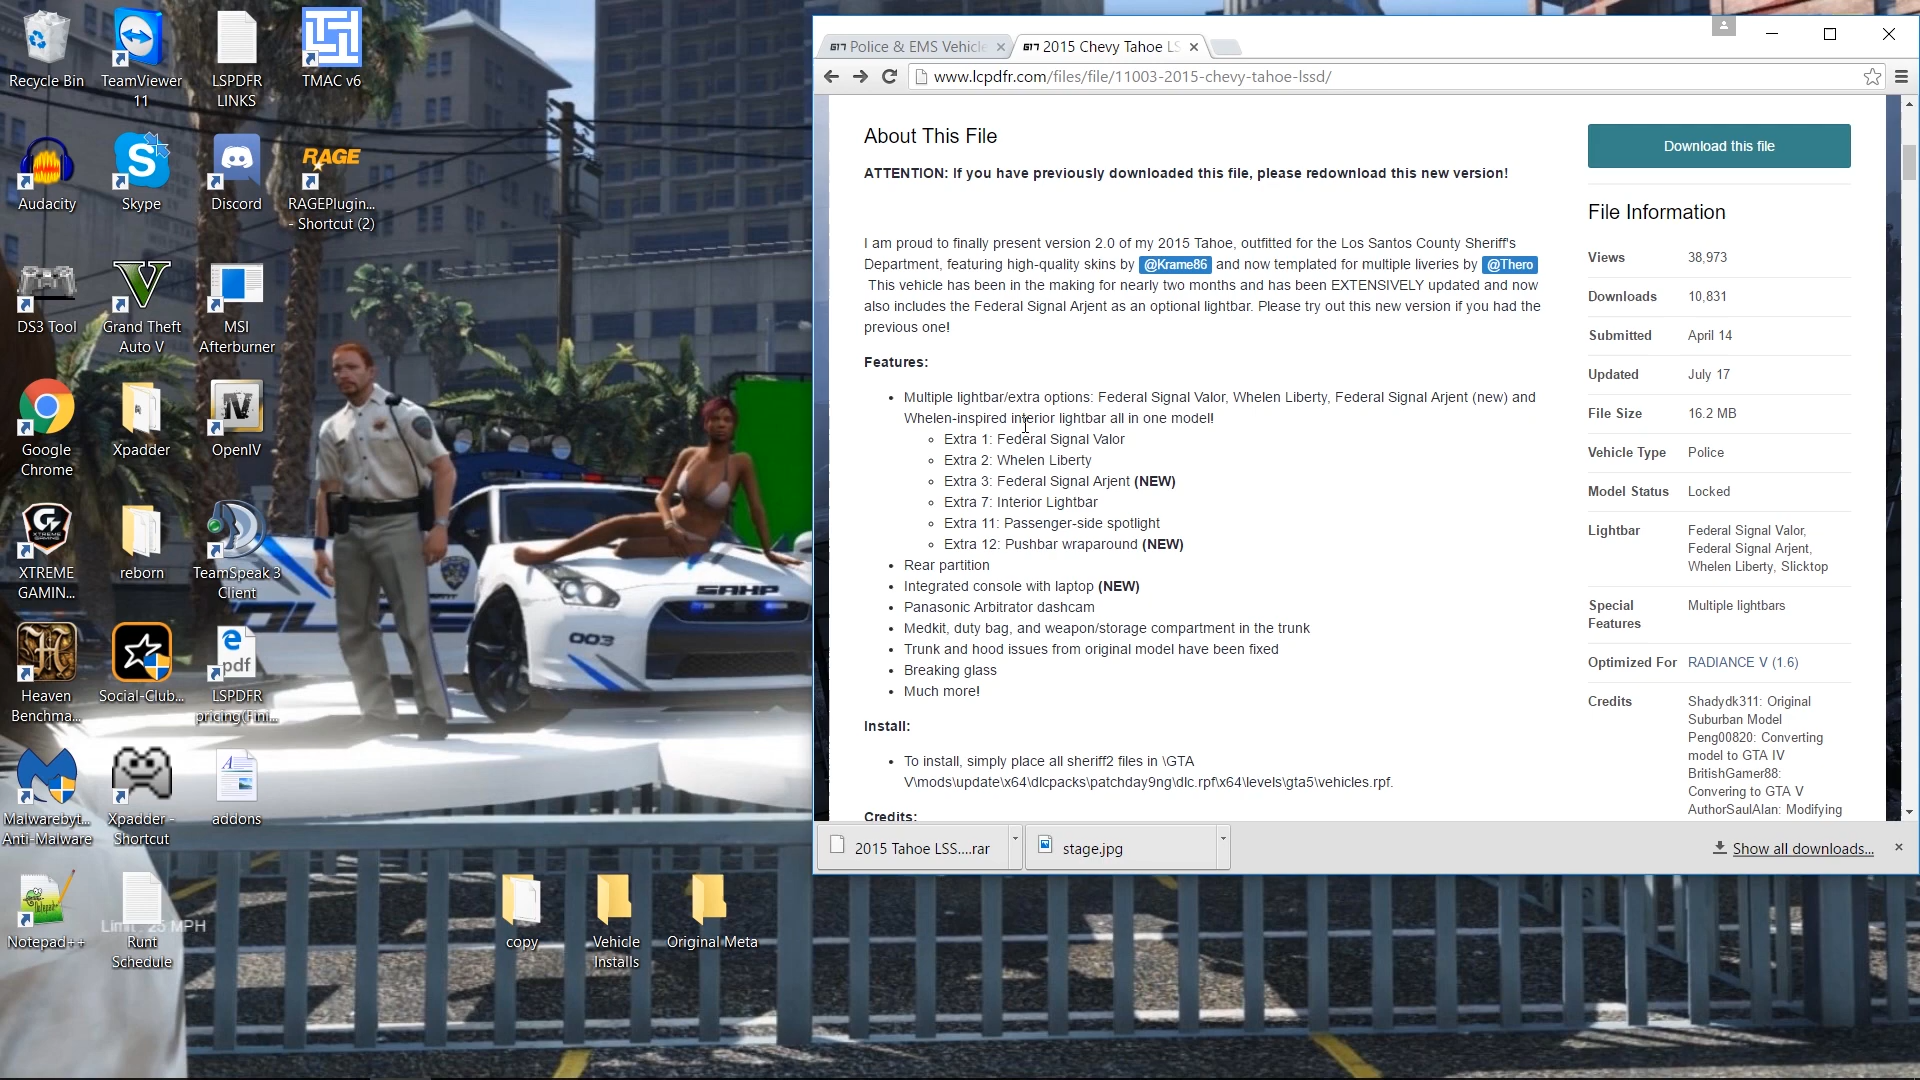 Recycle Bin
TeamViewer
11
LSPDFR
LINKS
TMAC v6
Audacity
Skype
Discord
RAGE
RAGEPlugin...
- Shortcut (2)
DS3 Tool
Grand Theft
Auto V
MSI
Afterburner
Google
Chrome
Xpadder
OpenIV
XTREME
GAMIN...
reborn
TeamSpeak 3
Client
Heaven
Benchma...
Social-Club...
pdf
LSPDFR
pricing(Fini...
Malwarebyt...
Anti-Malware
Xpadder -
Shortcut
addons
Notepad++
Limit : 25 MPH
Runt
Schedule
copy
Vehicle
Installs
Original Meta
SAHP
003
G17 Police & EMS Vehicle
G17 2015 Chevy Tahoe LS
www.lcpdfr.com/files/file/11003-2015-chevy-tahoe-lssd/
About This File
ATTENTION: If you have previously downloaded this file, please redownload this new version!
I am proud to finally present version 2.0 of my 2015 Tahoe, outfitted for the Los Santos County Sheriff's
Department, featuring high-quality skins by @Krame86 and now templated for multiple liveries by @Thero
This vehicle has been in the making for nearly two months and has been EXTENSIVELY updated and now
also includes the Federal Signal Arjent as an optional lightbar. Please try out this new version if you had the
previous one!
Features:
• Multiple lightbar/extra options: Federal Signal Valor, Whelen Liberty, Federal Signal Arjent (new) and
Whelen-inspired interior lightbar all in one model!
Extra 1: Federal Signal Valor
Extra 2: Whelen Liberty
Extra 3: Federal Signal Arjent (NEW)
Extra 7: Interior Lightbar
Extra 11: Passenger-side spotlight
Extra 12: Pushbar wraparound (NEW)
• Rear partition
• Integrated console with laptop (NEW)
• Panasonic Arbitrator dashcam
• Medkit, duty bag, and weapon/storage compartment in the trunk
• Trunk and hood issues from original model have been fixed
• Breaking glass
• Much more!
Install:
• To install, simply place all sheriff2 files in \GTA
V\mods\update\x64\dlcpacks\patchday9ng\dlc.rpf\x64\levels\gta5\vehicles.rpf.
Credits:
Download this file
File Information
Views 38,973
Downloads 10,831
Submitted April 14
Updated July 17
File Size 16.2 MB
Vehicle Type Police
Model Status Locked
Lightbar Federal Signal Valor,
Federal Signal Arjent,
Whelen Liberty, Slicktop
Special Multiple lightbars
Features
Optimized For RADIANCE V (1.6)
Credits Shadydk311: Original
Suburban Model
Peng00820: Converting
model to GTA IV
BritishGamer88:
Convering to GTA V
AuthorSaulAlan: Modifying
2015 Tahoe LSS....rar
stage.jpg
Show all downloads...